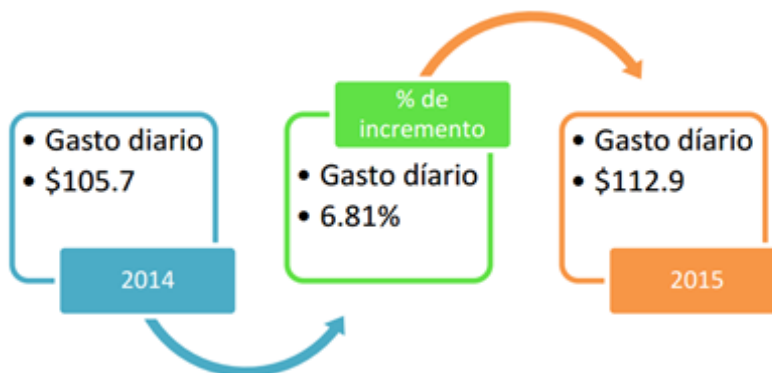 • Gasto diario
• $105.7
2014
% de
incremento
• Gasto díario
• 6.81%
• Gasto díario
• $112.9
2015